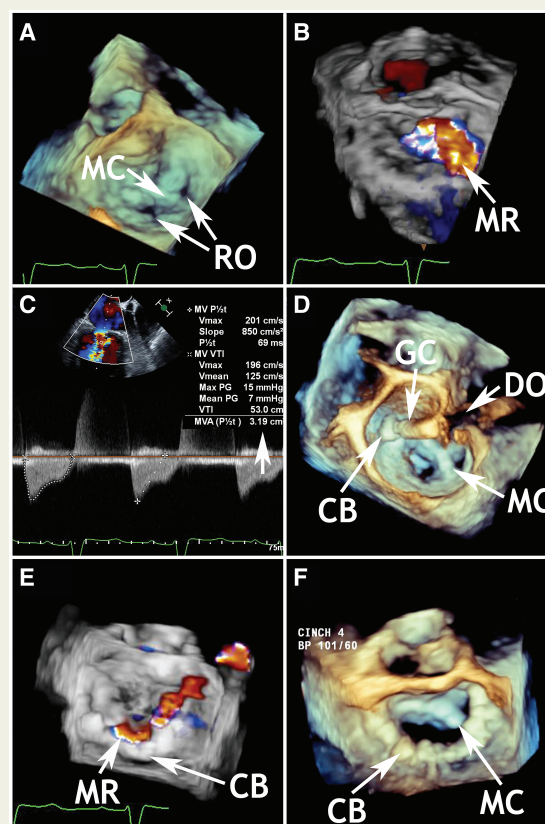 A
MC
RO
B
MR
C
MV P½t
Vmax 201 cm/s
Slope 850 cm/s²
P½t 69 ms
MV VTI
Vmax 196 cm/s
Vmean 125 cm/s
Max PG 15 mmHg
Mean PG 7 mmHg
VTI 53.0 cm
MVA (P½t) 3.19 cm
75m
D
GC
DO
CB
MC
E
MR
CB
F
CINCH 4
BP 101/60
CB
MC